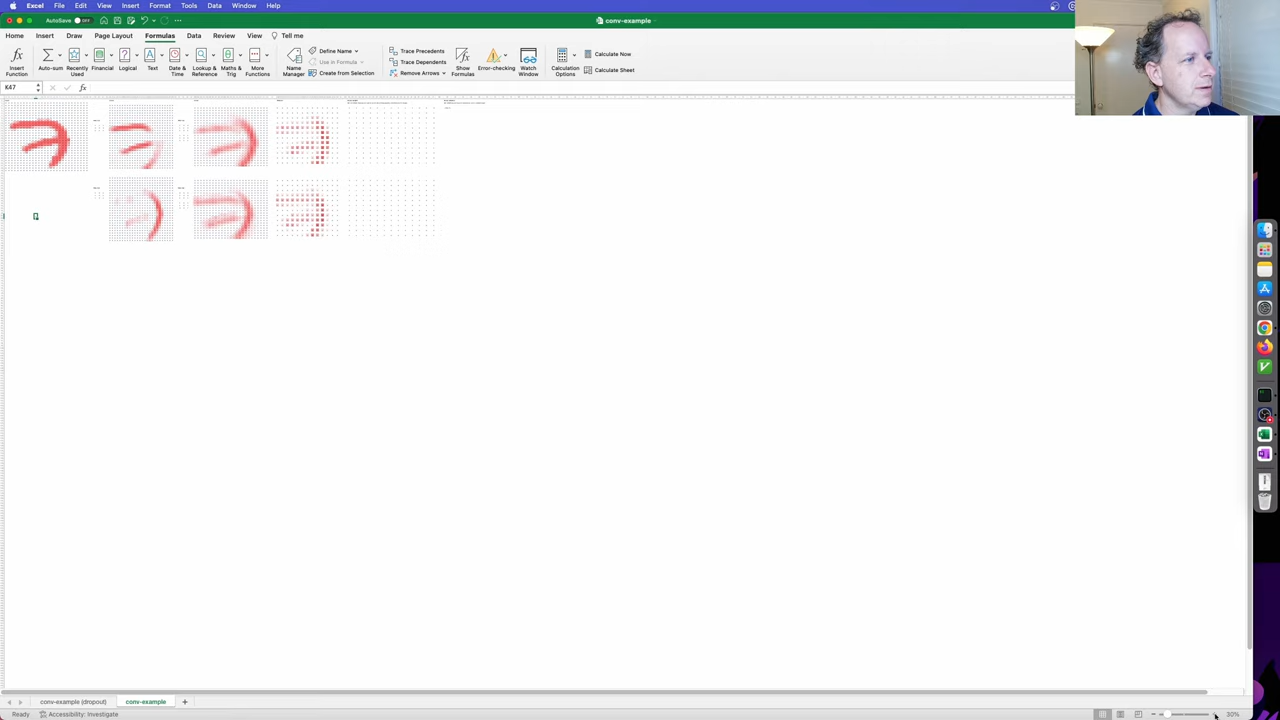 Excel File Edit View Insert Format Tools Data Window Help
AutoSave OFF conv-example
Home Insert Draw Page Layout Formulas Data Review View Tell me
Insert Function
Auto-sum
Recently Used
Financial
Logical
Text
Date & Time
Lookup & Reference
Maths & Trig
More Functions
Name Manager
Define Name
Use in Formula
Create from Selection
Trace Precedents
Trace Dependents
Remove Arrows
Show Formulas
Error-checking
Watch Window
Calculation Options
Calculate Now
Calculate Sheet
K47 fx
conv-example (dropout) conv-example +
Ready Accessibility: Investigate 30%